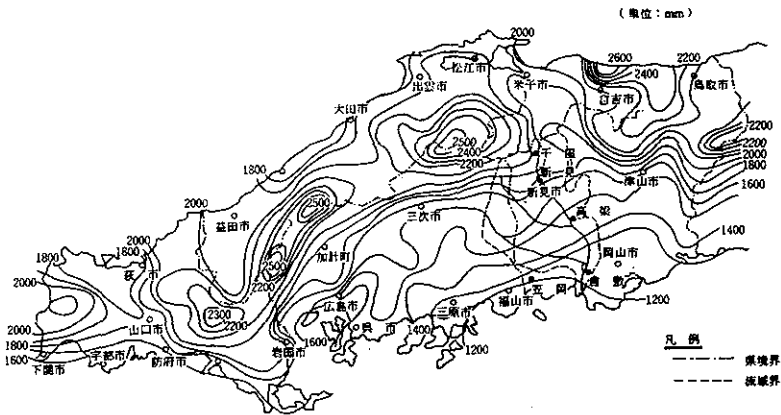 (単位:mm)
2000
松江市
2600
2200
出雲市
米子市
2400
鳥取市
倉吉市
大田市
2500
2400
2200
2200
2200
2000
1800
1600
1800
千屋
新見
新見市
津山市
2000
2500
益田市
三次市
高梁
1400
1800
2000
1800
萩市
加計町
岡山市
2500
2200
2000
2300
2200
広島市
笠岡
倉敷
1200
山口市
三原市
福山市
2000
1800
1600
呉市
1400
1200
1600
岩国市
下関市
宇部市
防府市
凡例
県境界
流域界